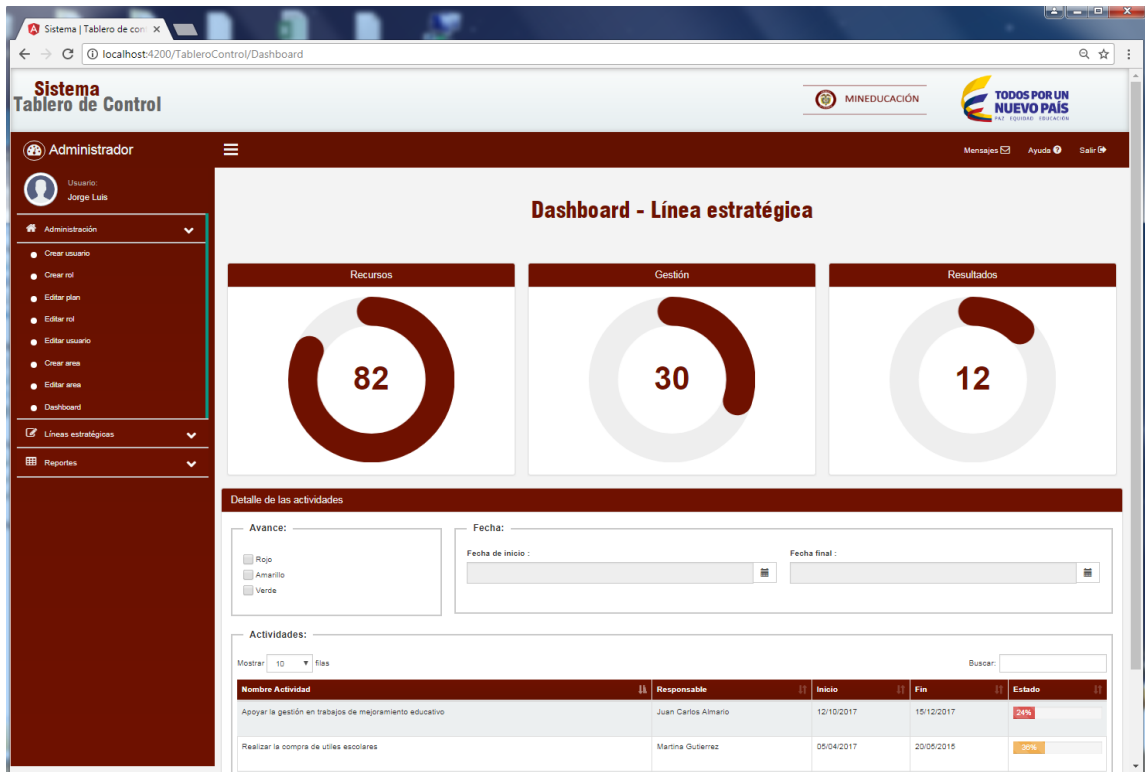 Sistema | Tablero de con
localhost:4200/TableroControl/Dashboard
Sistema
Tablero de Control
MINEDUCACIÓN
TODOS POR UN
NUEVO PAÍS
PAZ EQUIDAD EDUCACIÓN
Administrador
Mensajes Ayuda Salir
Usuario:
Jorge Luis
Administración
Crear usuario
Crear rol
Editar plan
Editar rol
Editar usuario
Crear area
Editar area
Dashboard
Líneas estratégicas
Reportes
Dashboard - Línea estratégica
Recursos Gestión Resultados
82 30 12
Detalle de las actividades
Avance:
Rojo
Amarillo
Verde
Fecha:
Fecha de inicio : Fecha final :
Actividades:
Mostrar 10 filas Buscar:
Nombre Actividad Responsable Inicio Fin Estado
Apoyar la gestión en trabajos de mejoramiento educativo Juan Carlos Almario 12/10/2017 15/12/2017 24%
Realizar la compra de utiles escolares Martina Gutierrez 05/04/2017 20/05/2015 36%